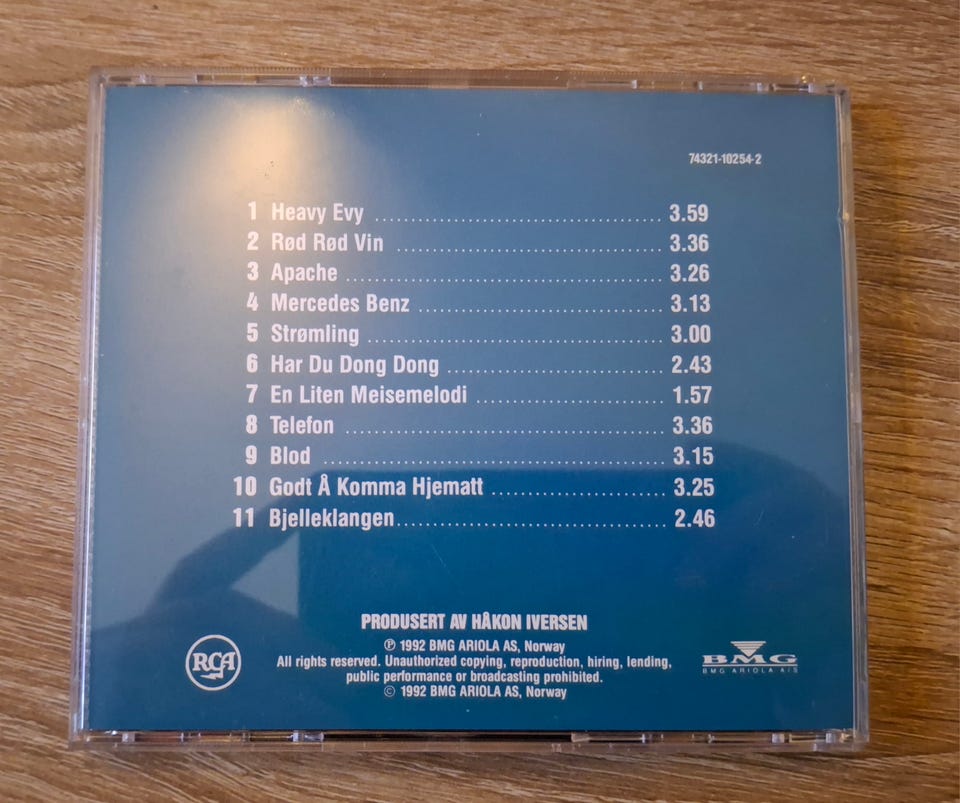 74321-10254-2
1 Heavy Evy ........................................ 3.59
2 Rød Rød Vin ..................................... 3.36
3 Apache ............................................ 3.26
4 Mercedes Benz .................................. 3.13
5 Strømling ......................................... 3.00
6 Har Du Dong Dong .............................. 2.43
7 En Liten Meisemelodi .......................... 1.57
8 Telefon ............................................ 3.36
9 Blod ............................................... 3.15
10 Godt Å Komma Hjematt ........................ 3.25
11 Bjelleklangen..................................... 2.46
PRODUSERT AV HÅKON IVERSEN
℗ 1992 BMG ARIOLA AS, Norway
All rights reserved. Unauthorized copying, reproduction, hiring, lending,
public performance or broadcasting prohibited.
© 1992 BMG ARIOLA AS, Norway
RCA
BMG
BMG ARIOLA A/S